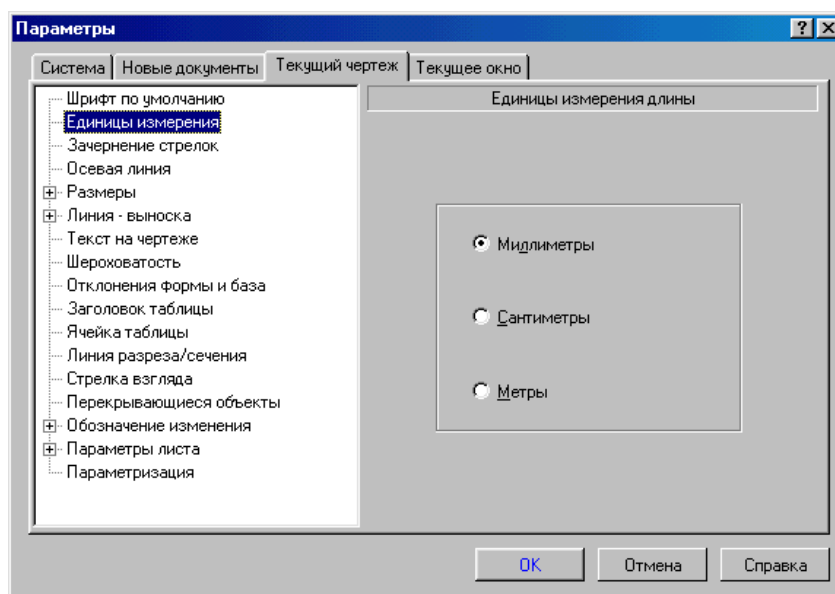 Параметры
Система
Новые документы
Текущий чертеж
Текущее окно
Шрифт по умолчанию
Единицы измерения
Зачернение стрелок
Осевая линия
Размеры
Линия - выноска
Текст на чертеже
Шероховатость
Отклонения формы и база
Заголовок таблицы
Ячейка таблицы
Линия разреза/сечения
Стрелка взгляда
Перекрывающиеся объекты
Обозначение изменения
Параметры листа
Параметризация
Единицы измерения длины
Миллиметры
Сантиметры
Метры
OK
Отмена
Справка